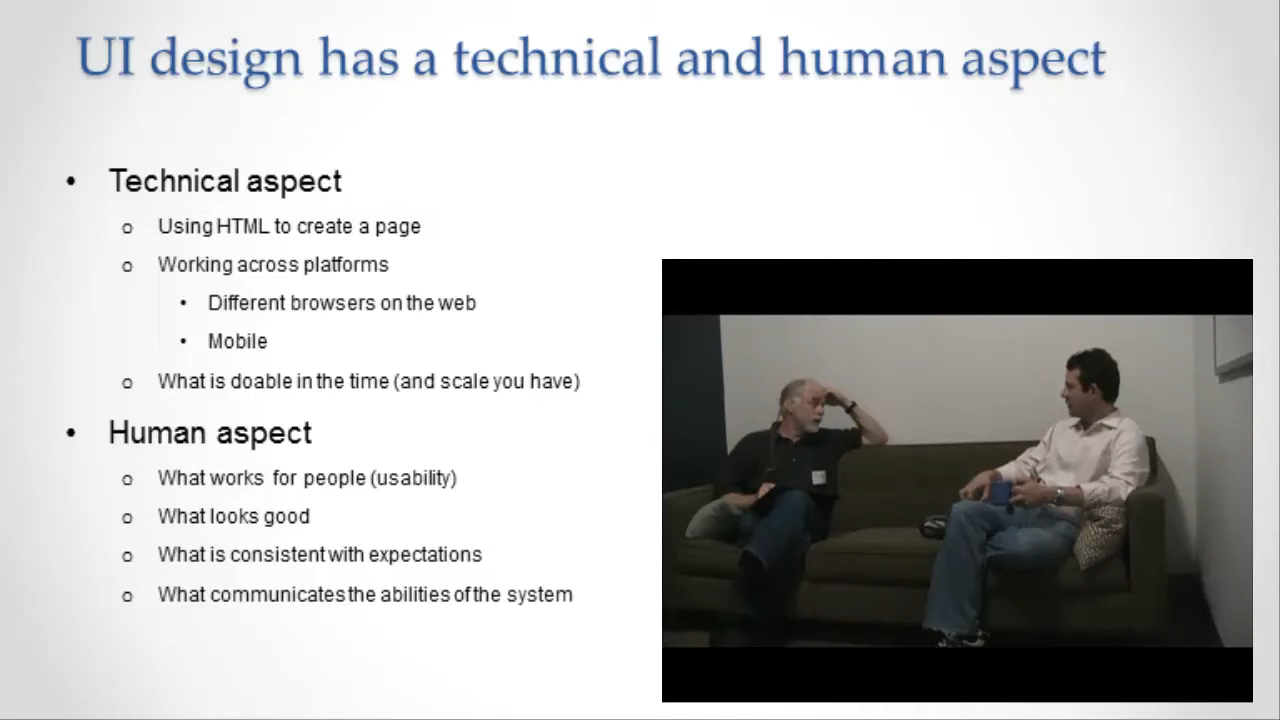 UI design has a technical and human aspect
• Technical aspect
o Using HTML to create a page
o Working across platforms
• Different browsers on the web
• Mobile
o What is doable in the time (and scale you have)
• Human aspect
o What works for people (usability)
o What looks good
o What is consistent with expectations
o What communicates the abilities of the system